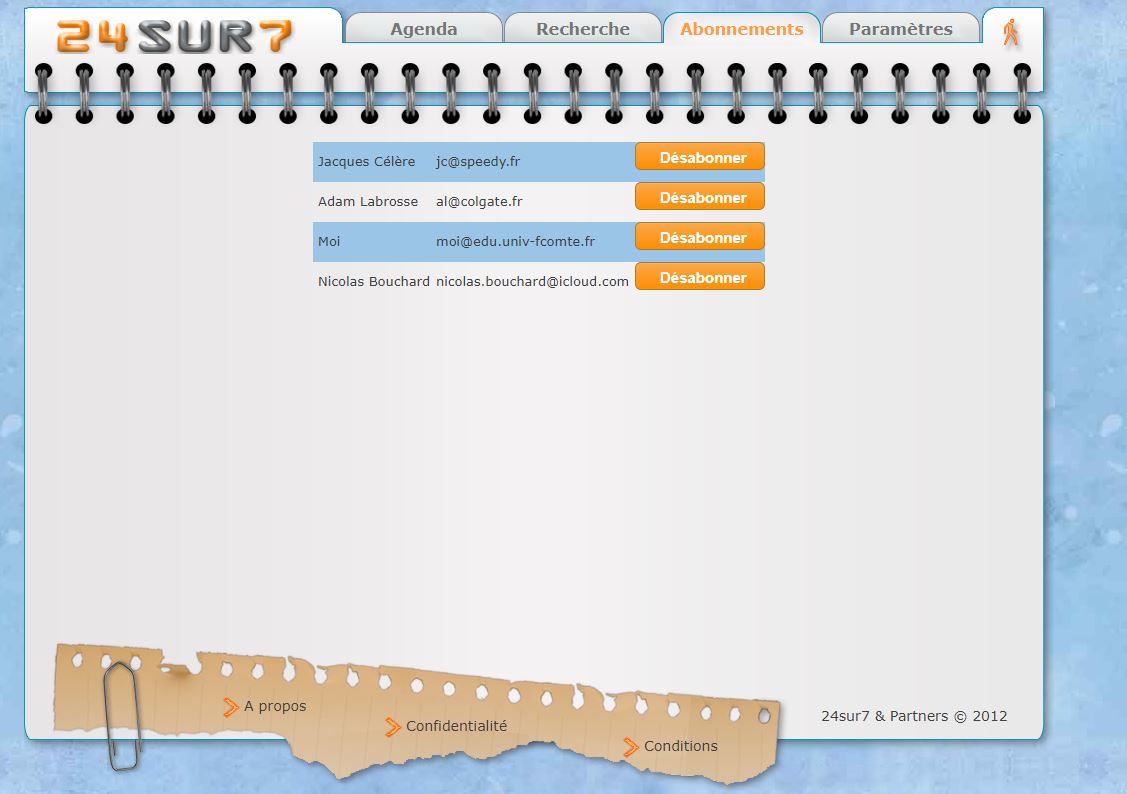 24SUR7 Agenda Recherche Abonnements Paramètres
Jacques Célère jc@speedy.fr Désabonner
Adam Labrosse al@colgate.fr Désabonner
Moi moi@edu.univ-fcomte.fr Désabonner
Nicolas Bouchard nicolas.bouchard@icloud.com Désabonner
A propos
Confidentialité
Conditions
24sur7 & Partners © 2012